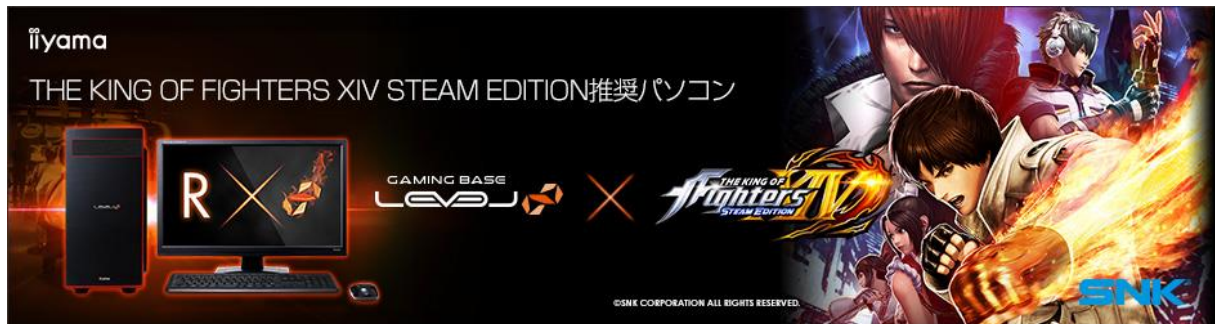 iiyama
THE KING OF FIGHTERS XIV STEAM EDITION推奨パソコン
R
GAMING BASE
LEVEL∞
×
THE KING OF
Fighters XIV
STEAM EDITION
©SNK CORPORATION ALL RIGHTS RESERVED.
SNK